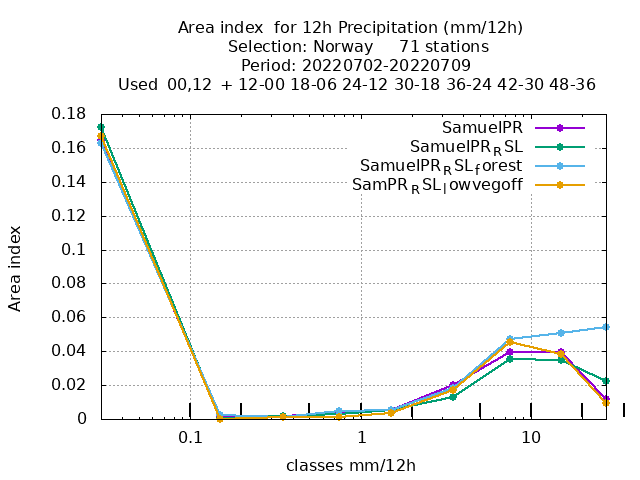 Area index  for 12h Precipitation (mm/12h)
Selection: Norway     71 stations
Period: 20220702-20220709
Used  00,12  + 12-00 18-06 24-12 30-18 36-24 42-30 48-36
SamuelPR
SamuelPR_RSL
SamuelPR_RSL_forest
SamPR_RSL_lowvegoff
0.18
0.16
0.14
0.12
0.1
0.08
0.06
0.04
0.02
0
Area index
0.1 1 10
classes mm/12h